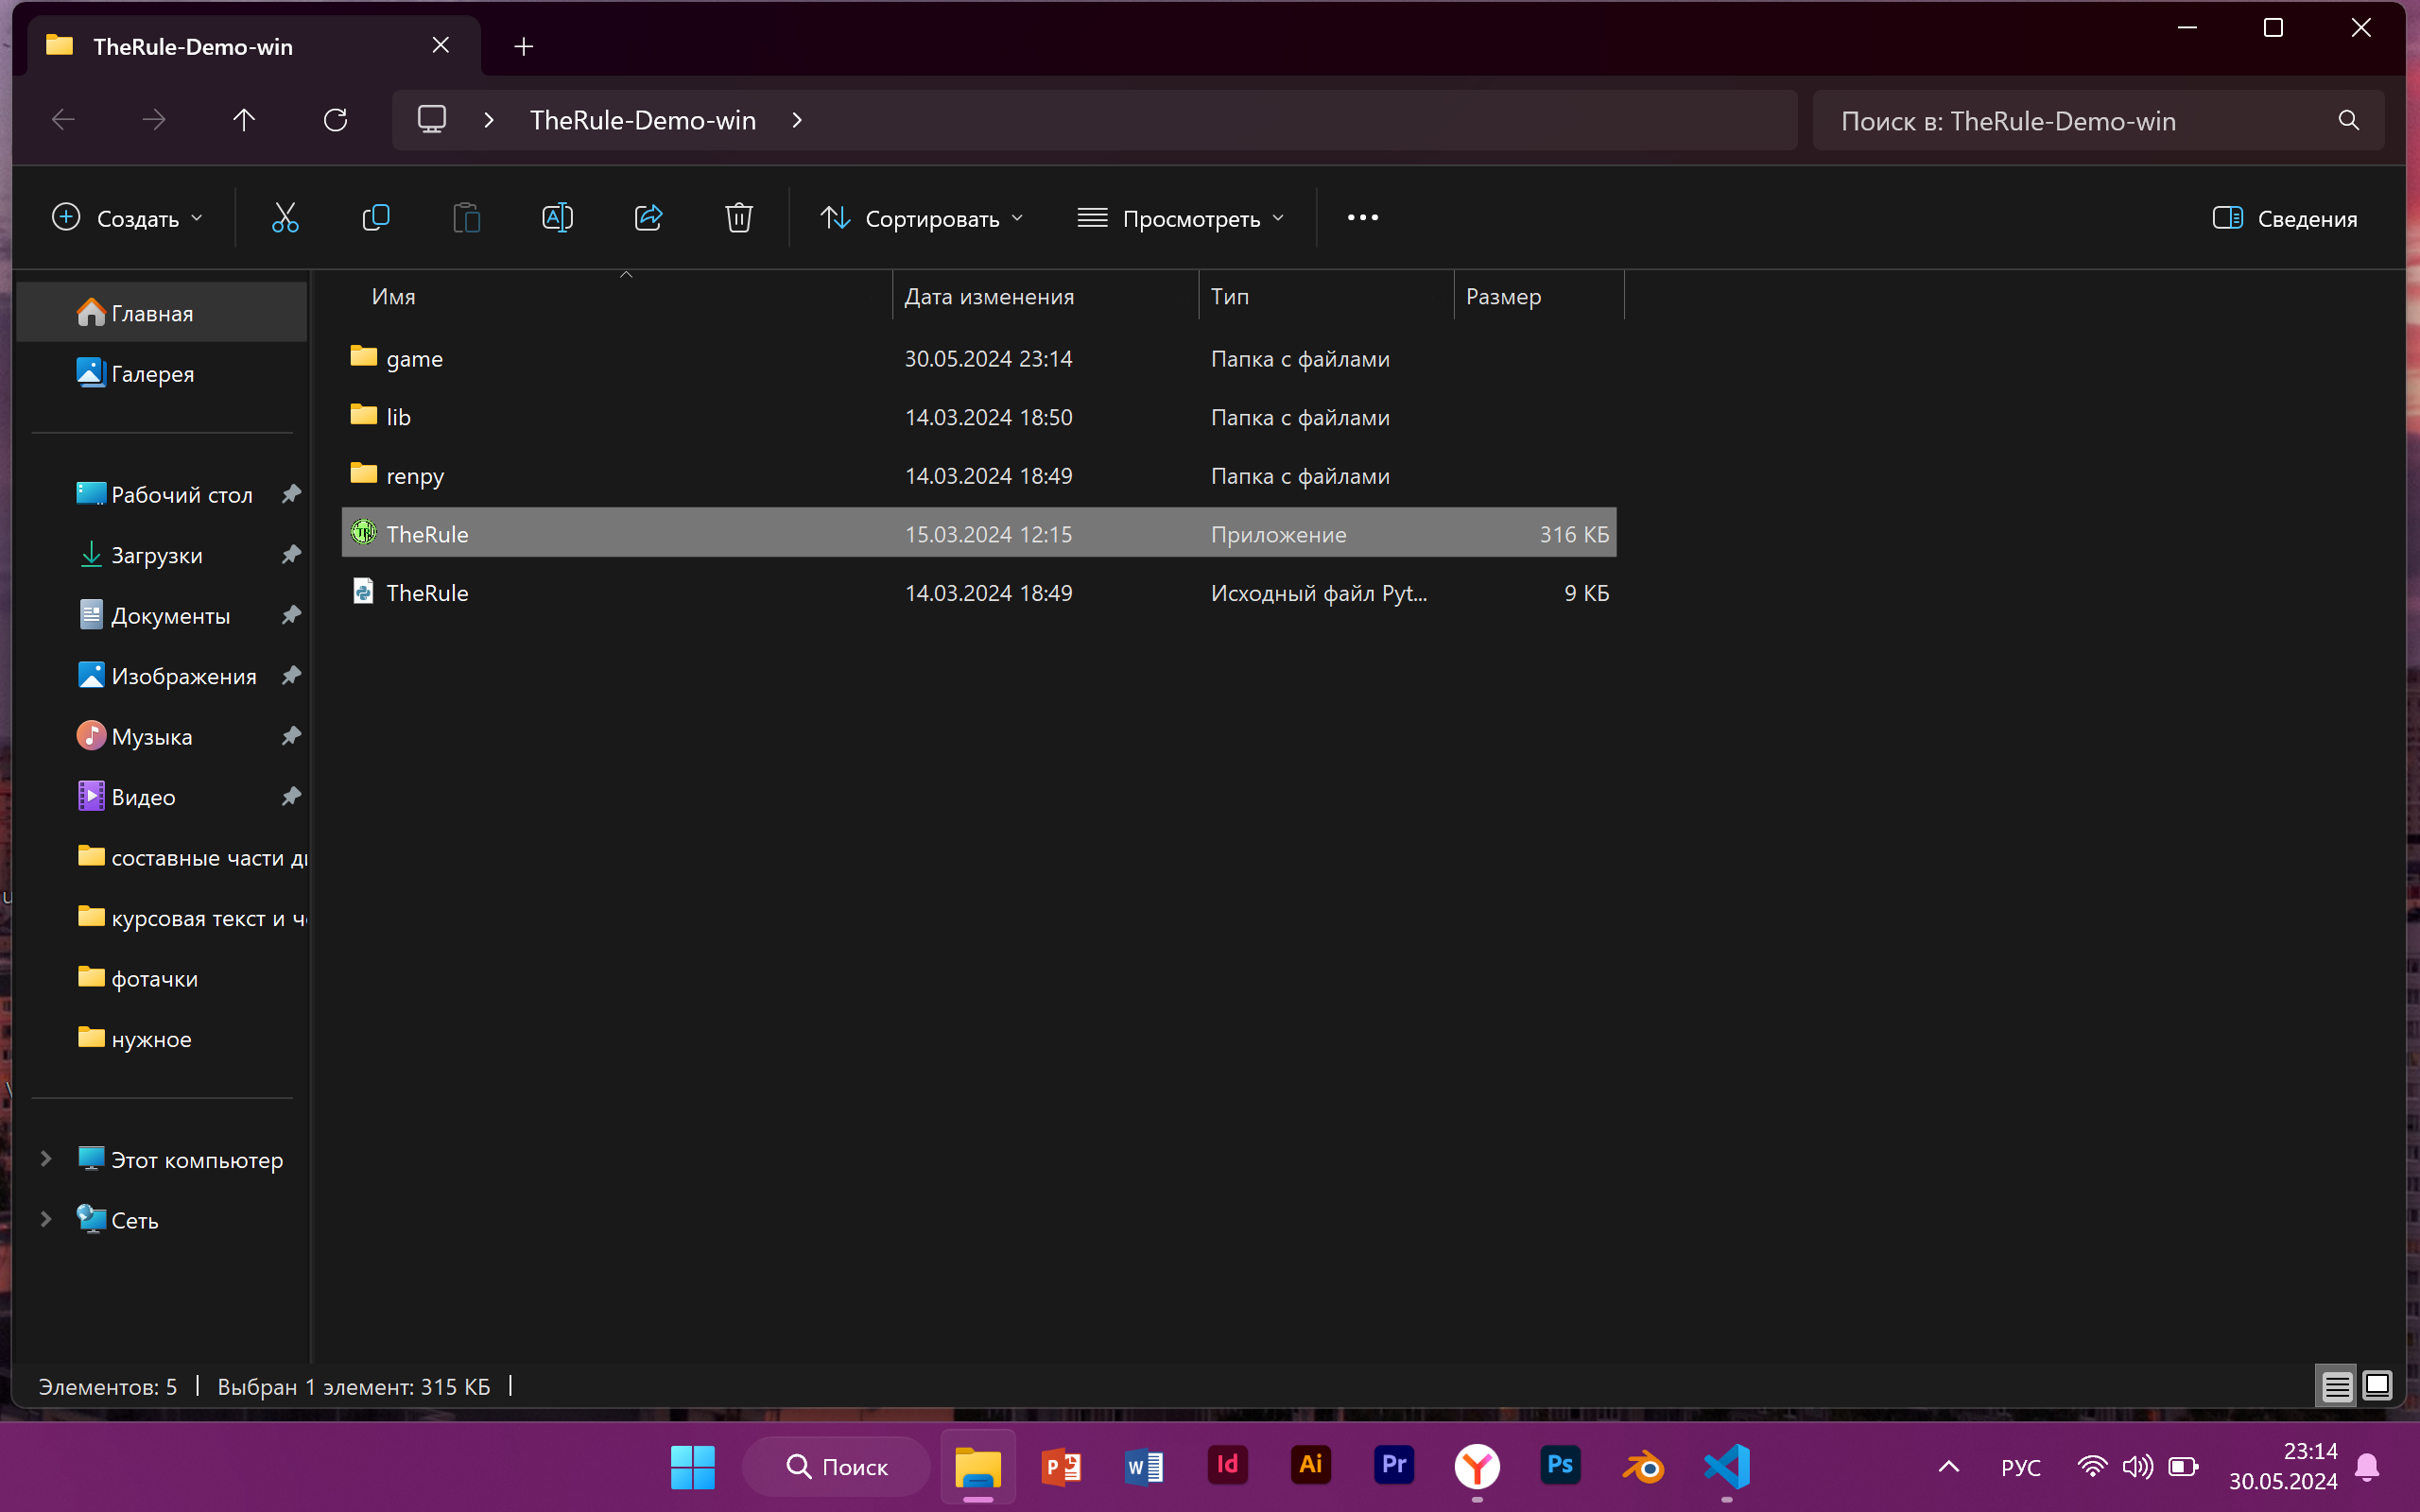 TheRule-Demo-win
TheRule-Demo-win
Поиск в: TheRule-Demo-win
Создать
Сортировать
Просмотреть
Сведения
Имя
Дата изменения
Тип
Размер
game
30.05.2024 23:14
Папка с файлами
lib
14.03.2024 18:50
Папка с файлами
renpy
14.03.2024 18:49
Папка с файлами
TheRule
15.03.2024 12:15
Приложение
316 КБ
TheRule
14.03.2024 18:49
Исходный файл Pyt...
9 КБ
Главная
Галерея
Рабочий стол
Загрузки
Документы
Изображения
Музыка
Видео
составные части
курсовая текст и
фотачки
нужное
Этот компьютер
Сеть
Элементов: 5
Выбран 1 элемент: 315 КБ
Поиск
Id
Ai
Pr
Ps
РУС
23:14
30.05.2024